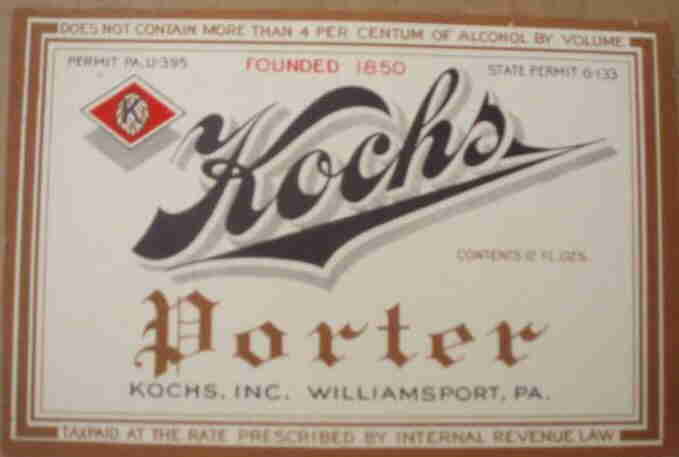 DOES NOT CONTAIN MORE THAN 4 PER CENTUM OF ALCOHOL BY VOLUME
PERMIT PA. U-395
FOUNDED 1850
STATE PERMIT G-133
K
Kochs
CONTENTS 12 FL. OZS.
Porter
KOCHS, INC. WILLIAMSPORT, PA.
TAXPAID AT THE RATE PRESCRIBED BY INTERNAL REVENUE LAW